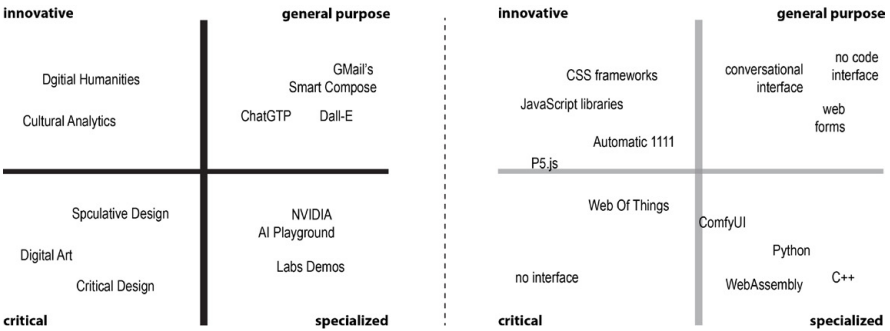 innovative
general purpose
Dgitial Humanities
GMail's
Smart Compose
Cultural Analytics
ChatGTP
Dall-E
Spculative Design
NVIDIA
AI Playground
Digital Art
Labs Demos
Critical Design
critical
specialized
innovative
general purpose
CSS frameworks
conversational
interface
no code
interface
JavaScript libraries
web
forms
Automatic 1111
P5.js
Web Of Things
ComfyUI
Python
no interface
WebAssembly
C++
critical
specialized